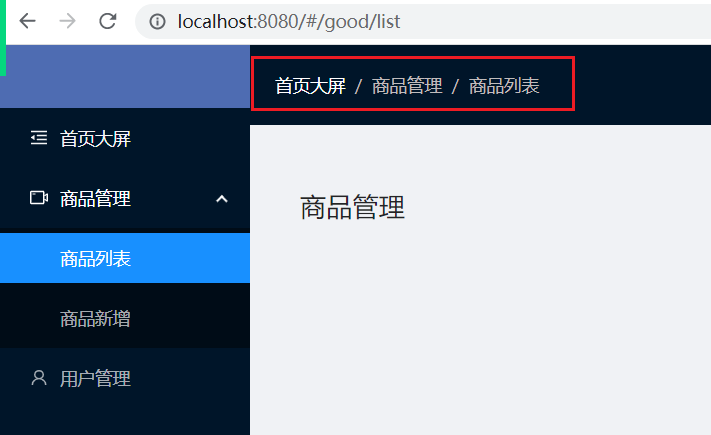 localhost:8080/#/good/list
首页大屏 / 商品管理 / 商品列表
首页大屏
商品管理
商品列表
商品新增
用户管理
商品管理